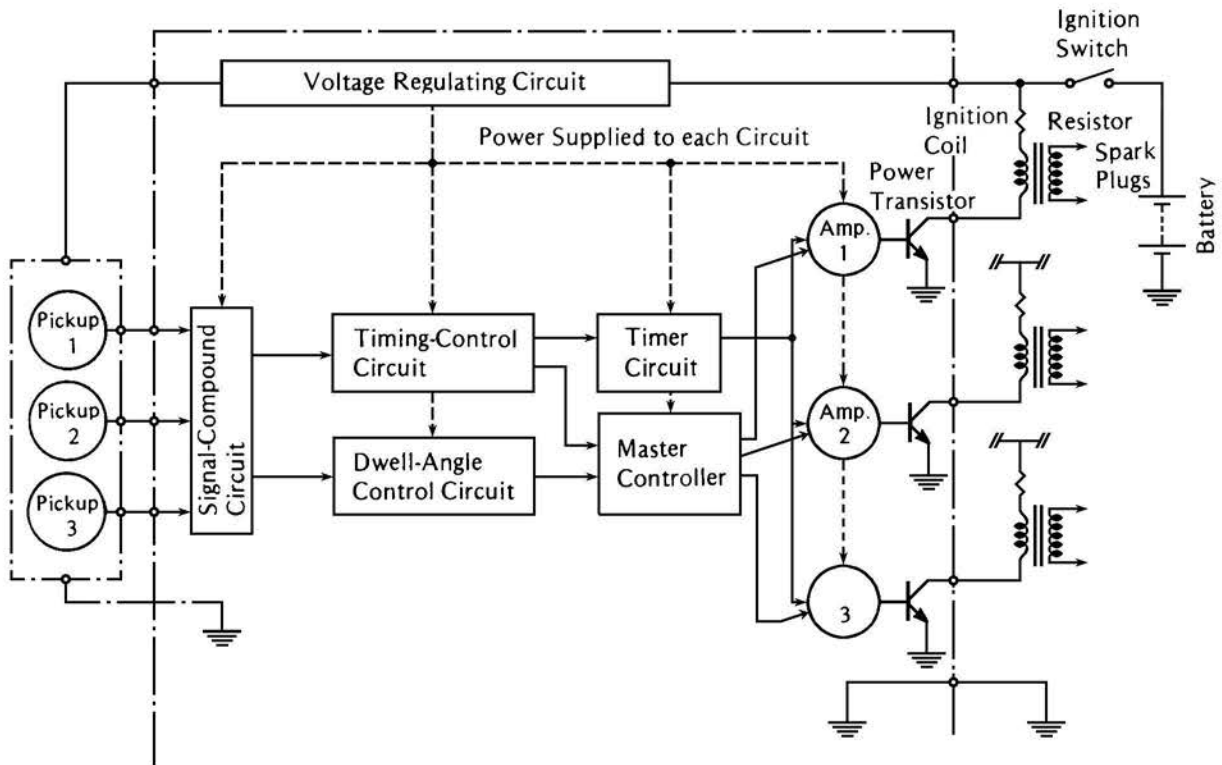 Ignition
Switch
Voltage Regulating Circuit
Ignition
Coil
Resistor
Spark
Plugs
Battery
Power Supplied to each Circuit
Power
Transistor
Amp.
1
Pickup
1
Pickup
2
Pickup
3
Signal-Compound
Circuit
Timing-Control
Circuit
Timer
Circuit
Dwell-Angle
Control Circuit
Master
Controller
Amp.
2
3